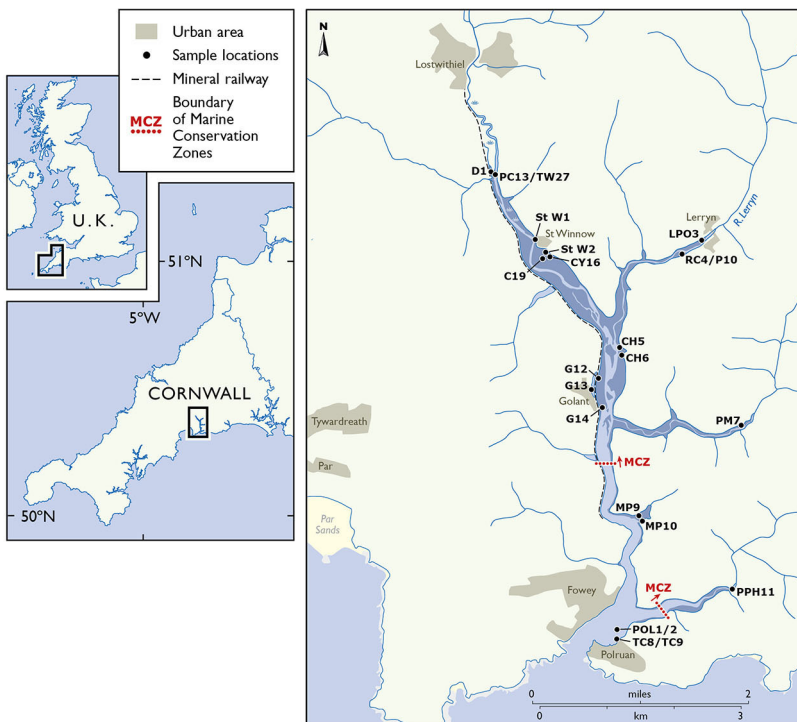 Urban area
Sample locations
Mineral railway
MCZ
Boundary
of Marine
Conservation
Zones
U.K.
51°N
5°W
CORNWALL
50°N
N
Lostwithiel
D1
PC13/TW27
St W1
St Winnow
St W2
CY16
C19
Lerryn
R. Lerryn
LPO3
RC4/P10
CH5
CH6
G12
G13
Golant
G14
PM7
Tywardreath
Par
MCZ
Par
Sands
MP9
MP10
Fowey
MCZ
PPH11
POL1/2
TC8/TC9
Polruan
0 2
miles
0 2
km